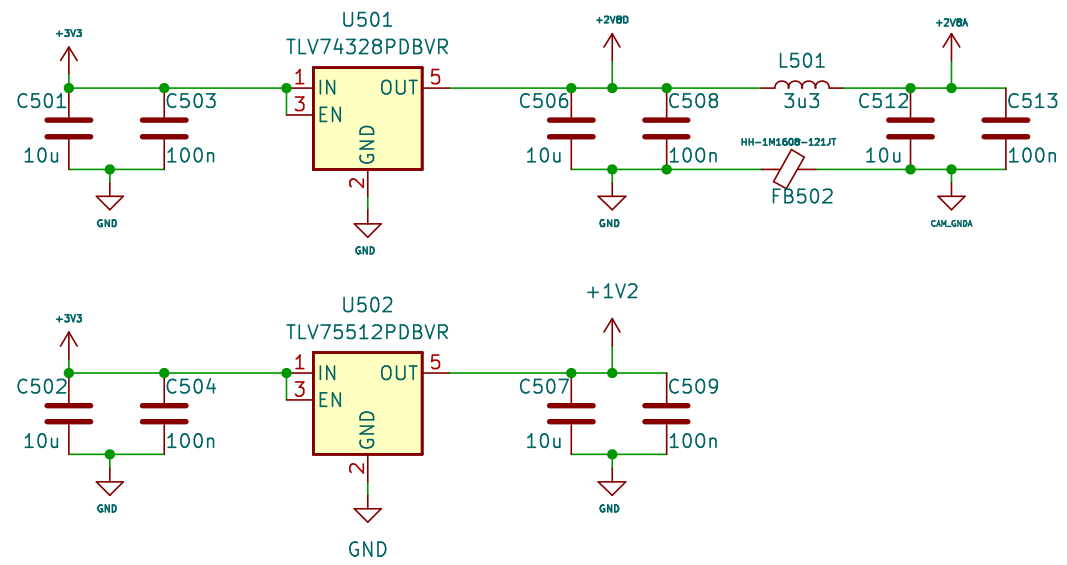 U501
TLV74328PDBVR
+3V3
+2V8D
+2V8A
L501
3u3
C501
10u
C503
100n
1
IN
3
EN
OUT
5
GND
2
C506
10u
C508
100n
C512
10u
C513
100n
HH-1M1608-121JT
FB502
GND
GND
GND
CAM_GNDA
U502
TLV75512PDBVR
+3V3
+1V2
C502
10u
C504
100n
1
IN
3
EN
OUT
5
GND
2
C507
10u
C509
100n
GND
GND
GND